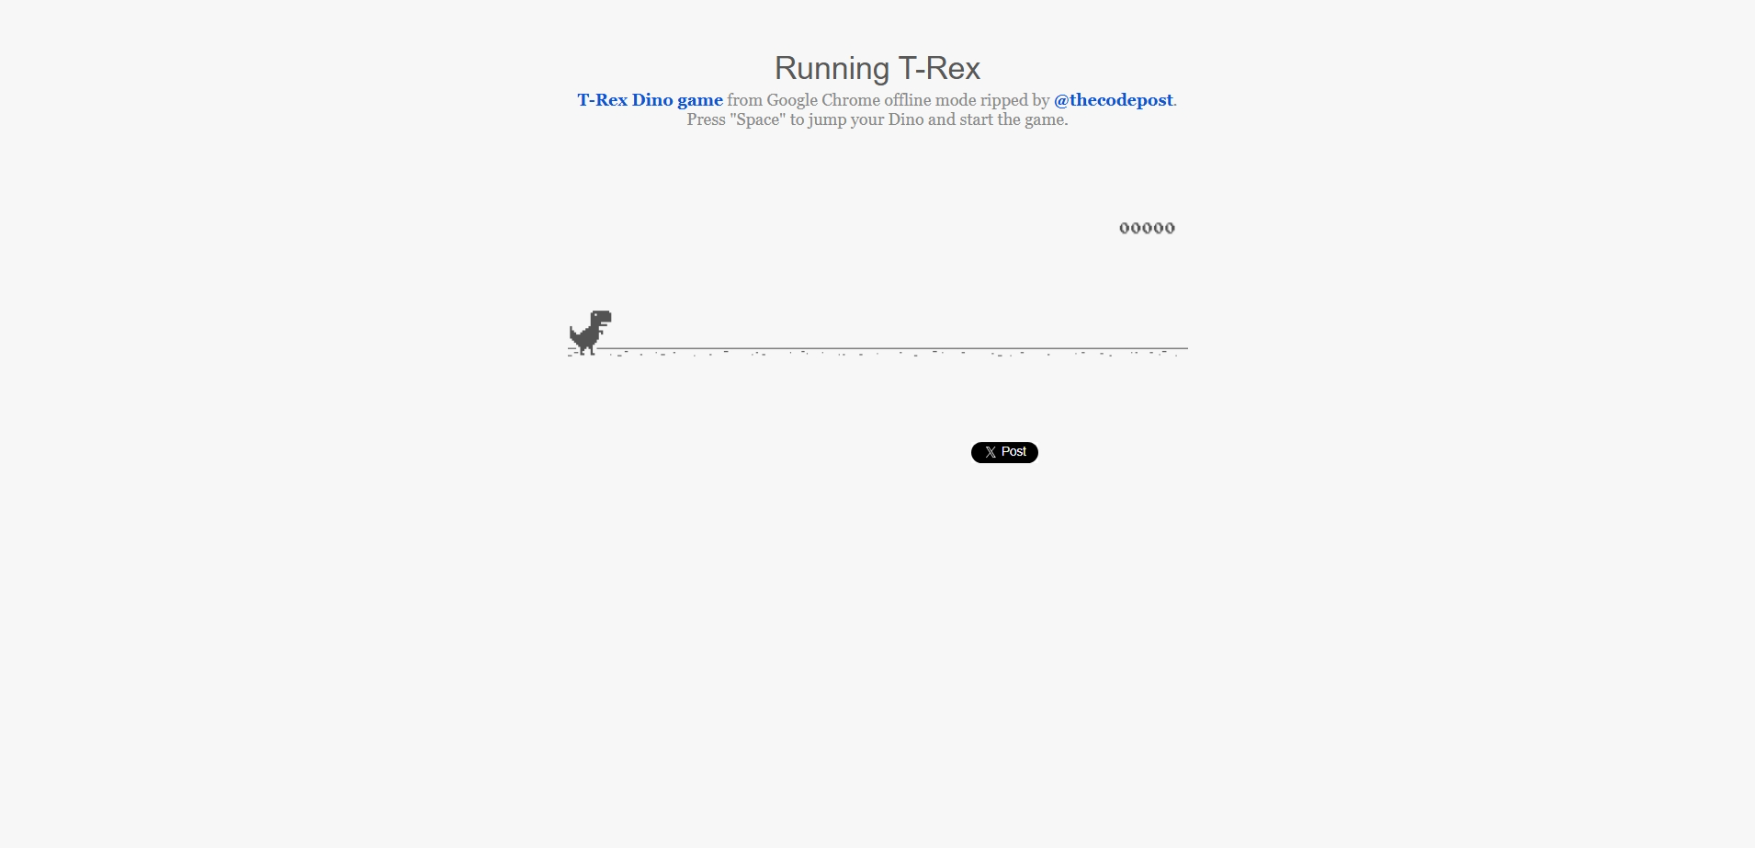 Running T-Rex
T-Rex Dino game from Google Chrome offline mode ripped by @thecodepost.
Press "Space" to jump your Dino and start the game.
00000
𝕏 Post